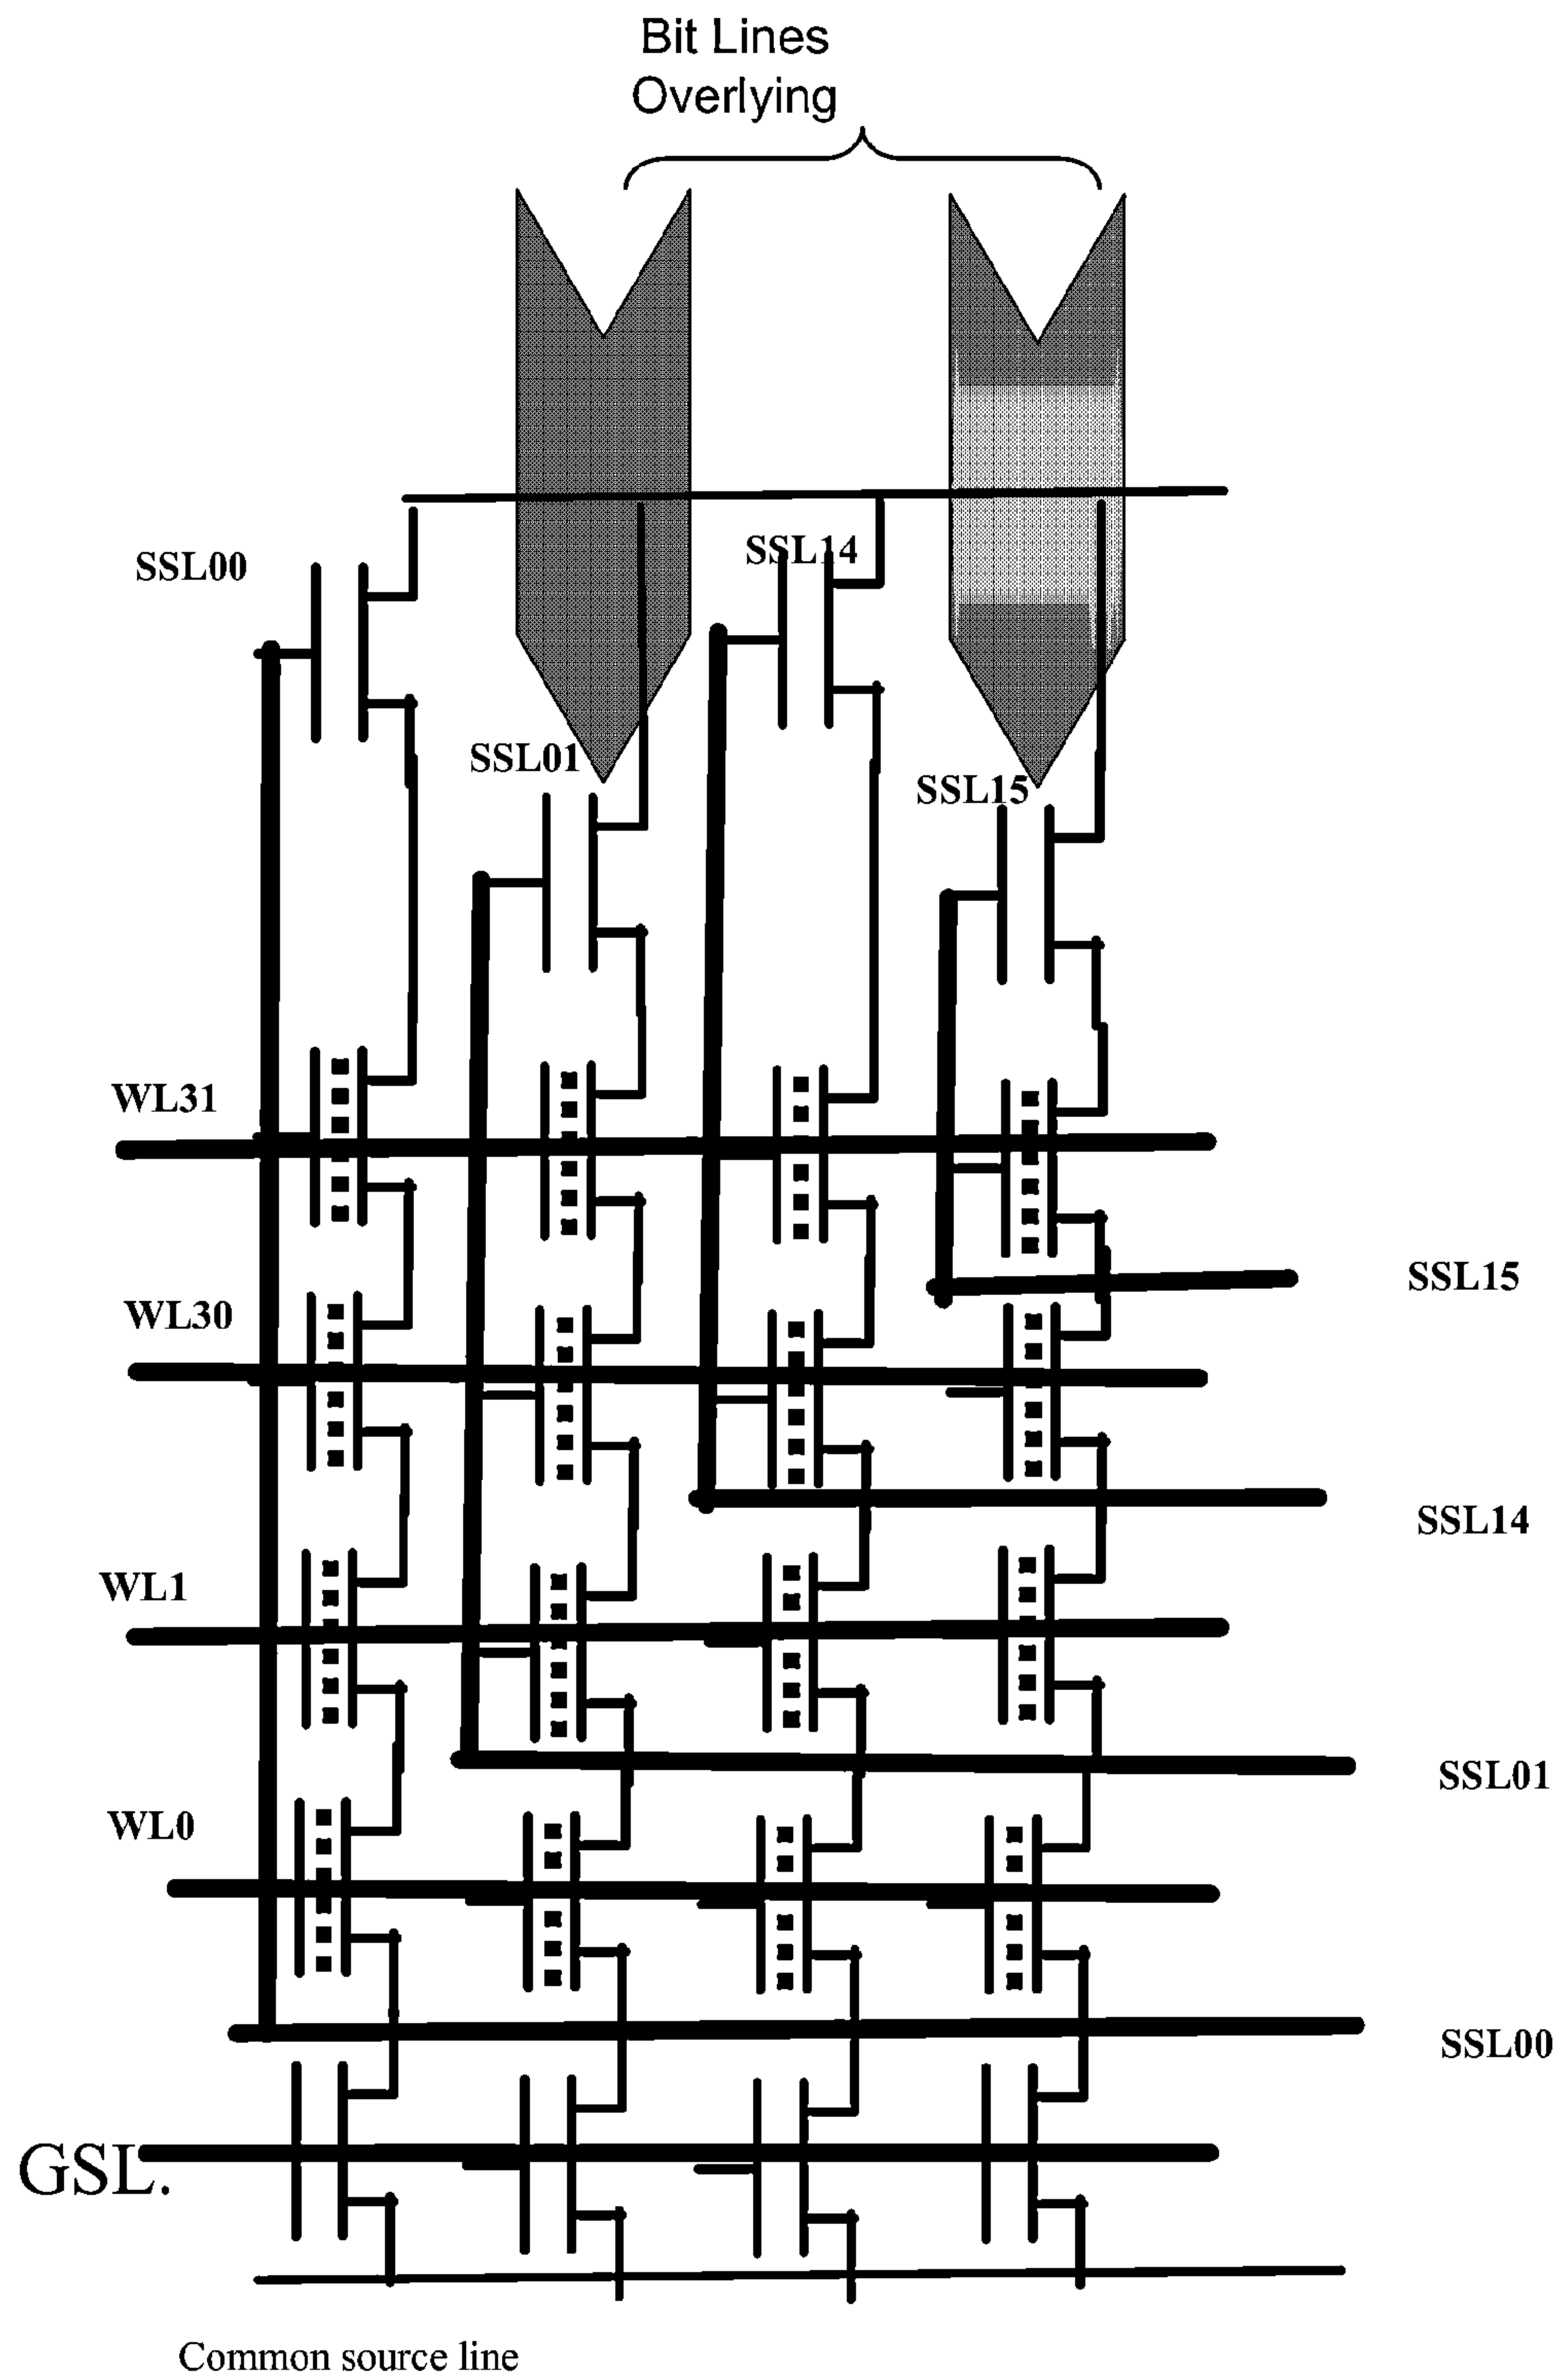 Bit Lines
Overlying
SSL00
SSL14
SSL01
SSL15
WL31
SSL15
WL30
SSL14
WL1
SSL01
WL0
SSL00
GSL.
Common source line